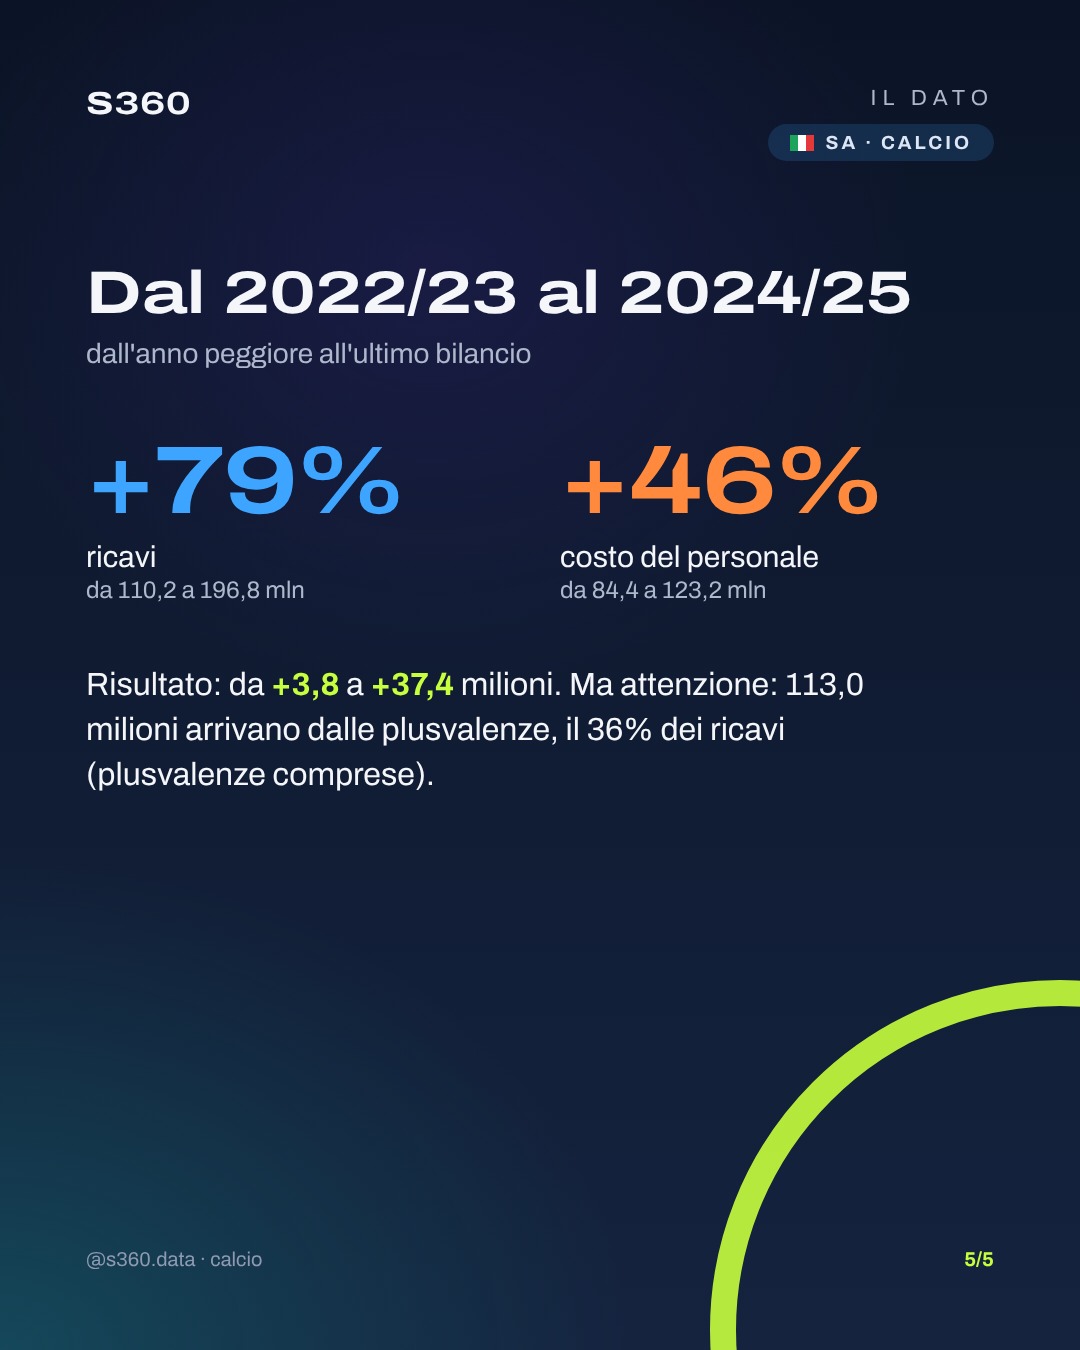 S360
IL DATO
SA · CALCIO
Dal 2022/23 al 2024/25
dall'anno peggiore all'ultimo bilancio
+79%
ricavi
da 110,2 a 196,8 mln
+46%
costo del personale
da 84,4 a 123,2 mln
Risultato: da +3,8 a +37,4 milioni. Ma attenzione: 113,0
milioni arrivano dalle plusvalenze, il 36% dei ricavi
(plusvalenze comprese).
@s360.data · calcio
5/5